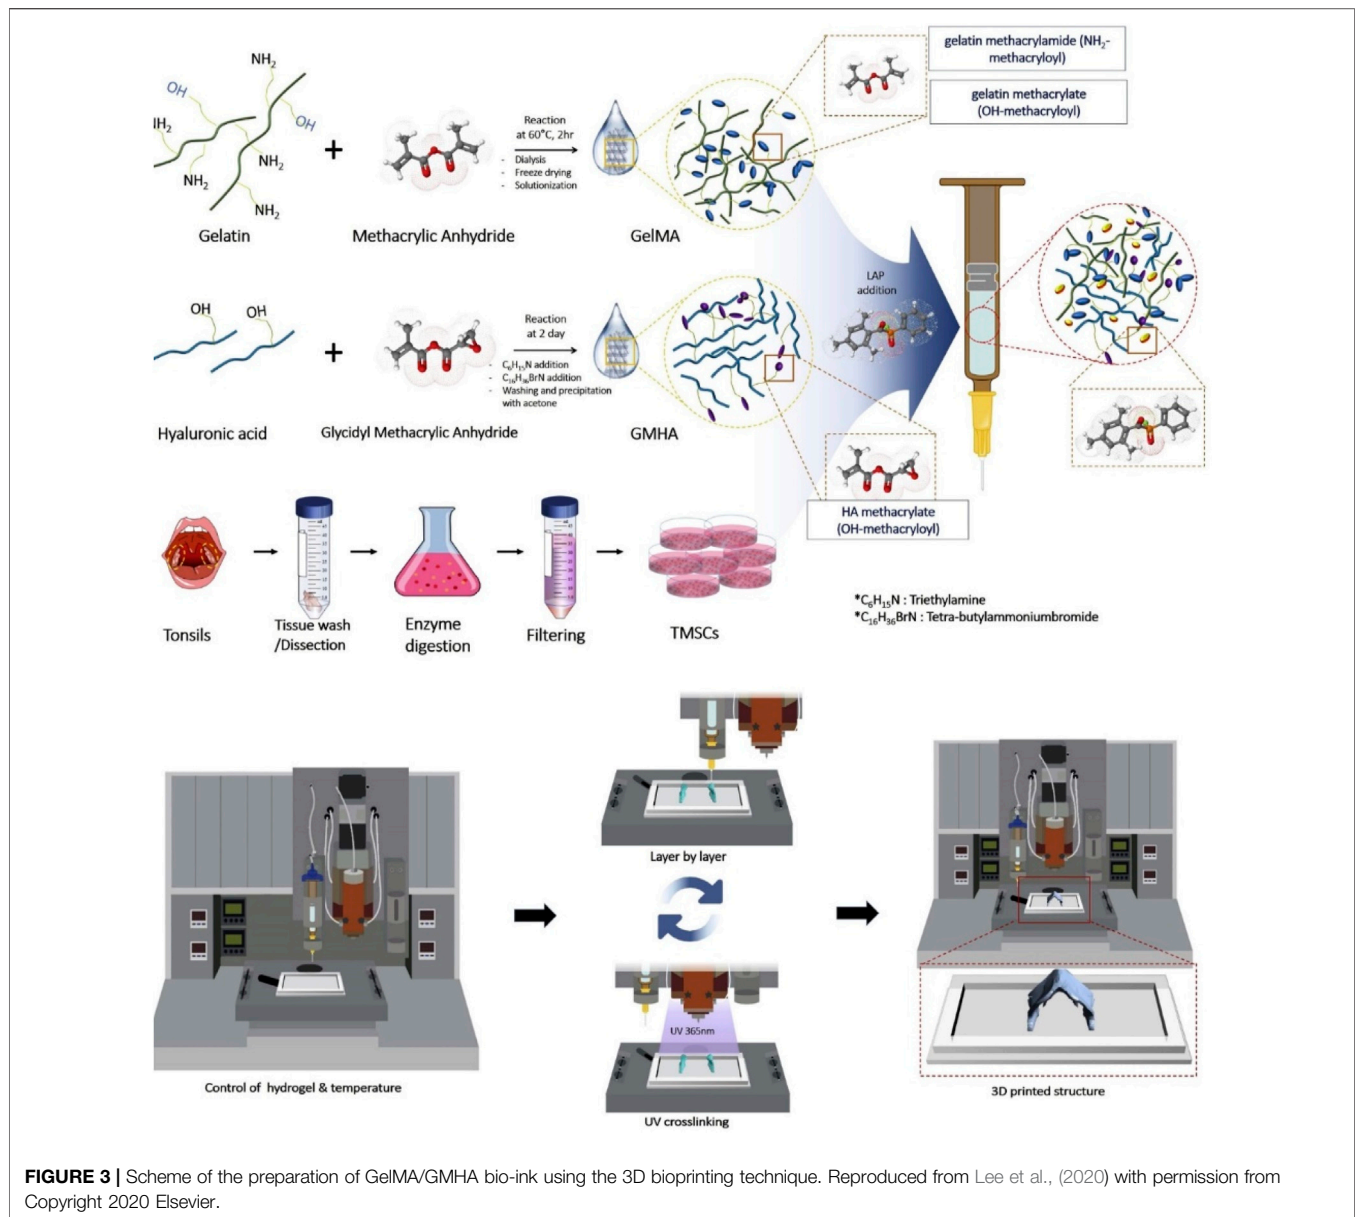 NH2
OH
NH2
OH
IH2
NH2
NH2
NH2
Gelatin
+
Methacrylic Anhydride
Reaction
at 60°C, 2hr
- Dialysis
- Freeze drying
- Solutionization
GelMA
gelatin methacrylamide (NH2-
methacryloyl)
gelatin methacrylate
(OH-methacryloyl)
OH
OH
Hyaluronic acid
+
Glycidyl Methacrylic Anhydride
Reaction
at 2 day
- C6H15N addition
- C16H36BrN addition
- Washing and precipitation
with acetone
GMHA
LAP
addition
HA methacrylate
(OH-methacryloyl)
Tonsils
Tissue wash
/Dissection
Enzyme
digestion
Filtering
TMSCs
*C6H15N : Triethylamine
*C16H36BrN : Tetra-butylammoniumbromide
Control of hydrogel & temperature
Layer by layer
UV 365nm
UV crosslinking
3D printed structure
FIGURE 3 | Scheme of the preparation of GelMA/GMHA bio-ink using the 3D bioprinting technique. Reproduced from Lee et al., (2020) with permission from
Copyright 2020 Elsevier.